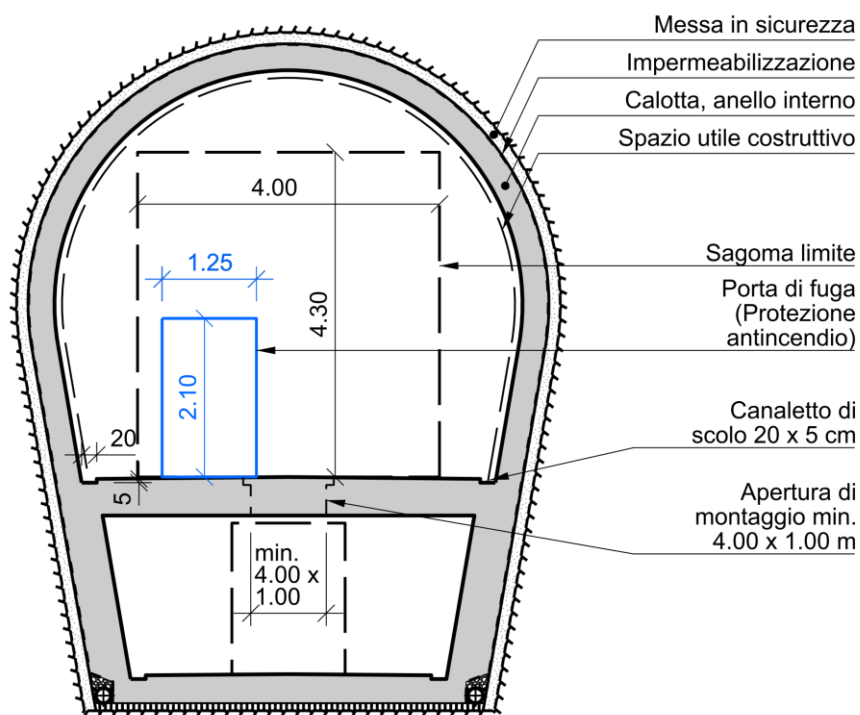 Messa in sicurezza
Impermeabilizzazione
Calotta, anello interno
Spazio utile costruttivo
4.00
Sagoma limite
1.25
Porta di fuga
(Protezione
antincendio)
4.30
2.10
20
Canaletto di
scolo 20 x 5 cm
5
Apertura di
montaggio min.
4.00 x 1.00 m
min.
4.00 x
1.00